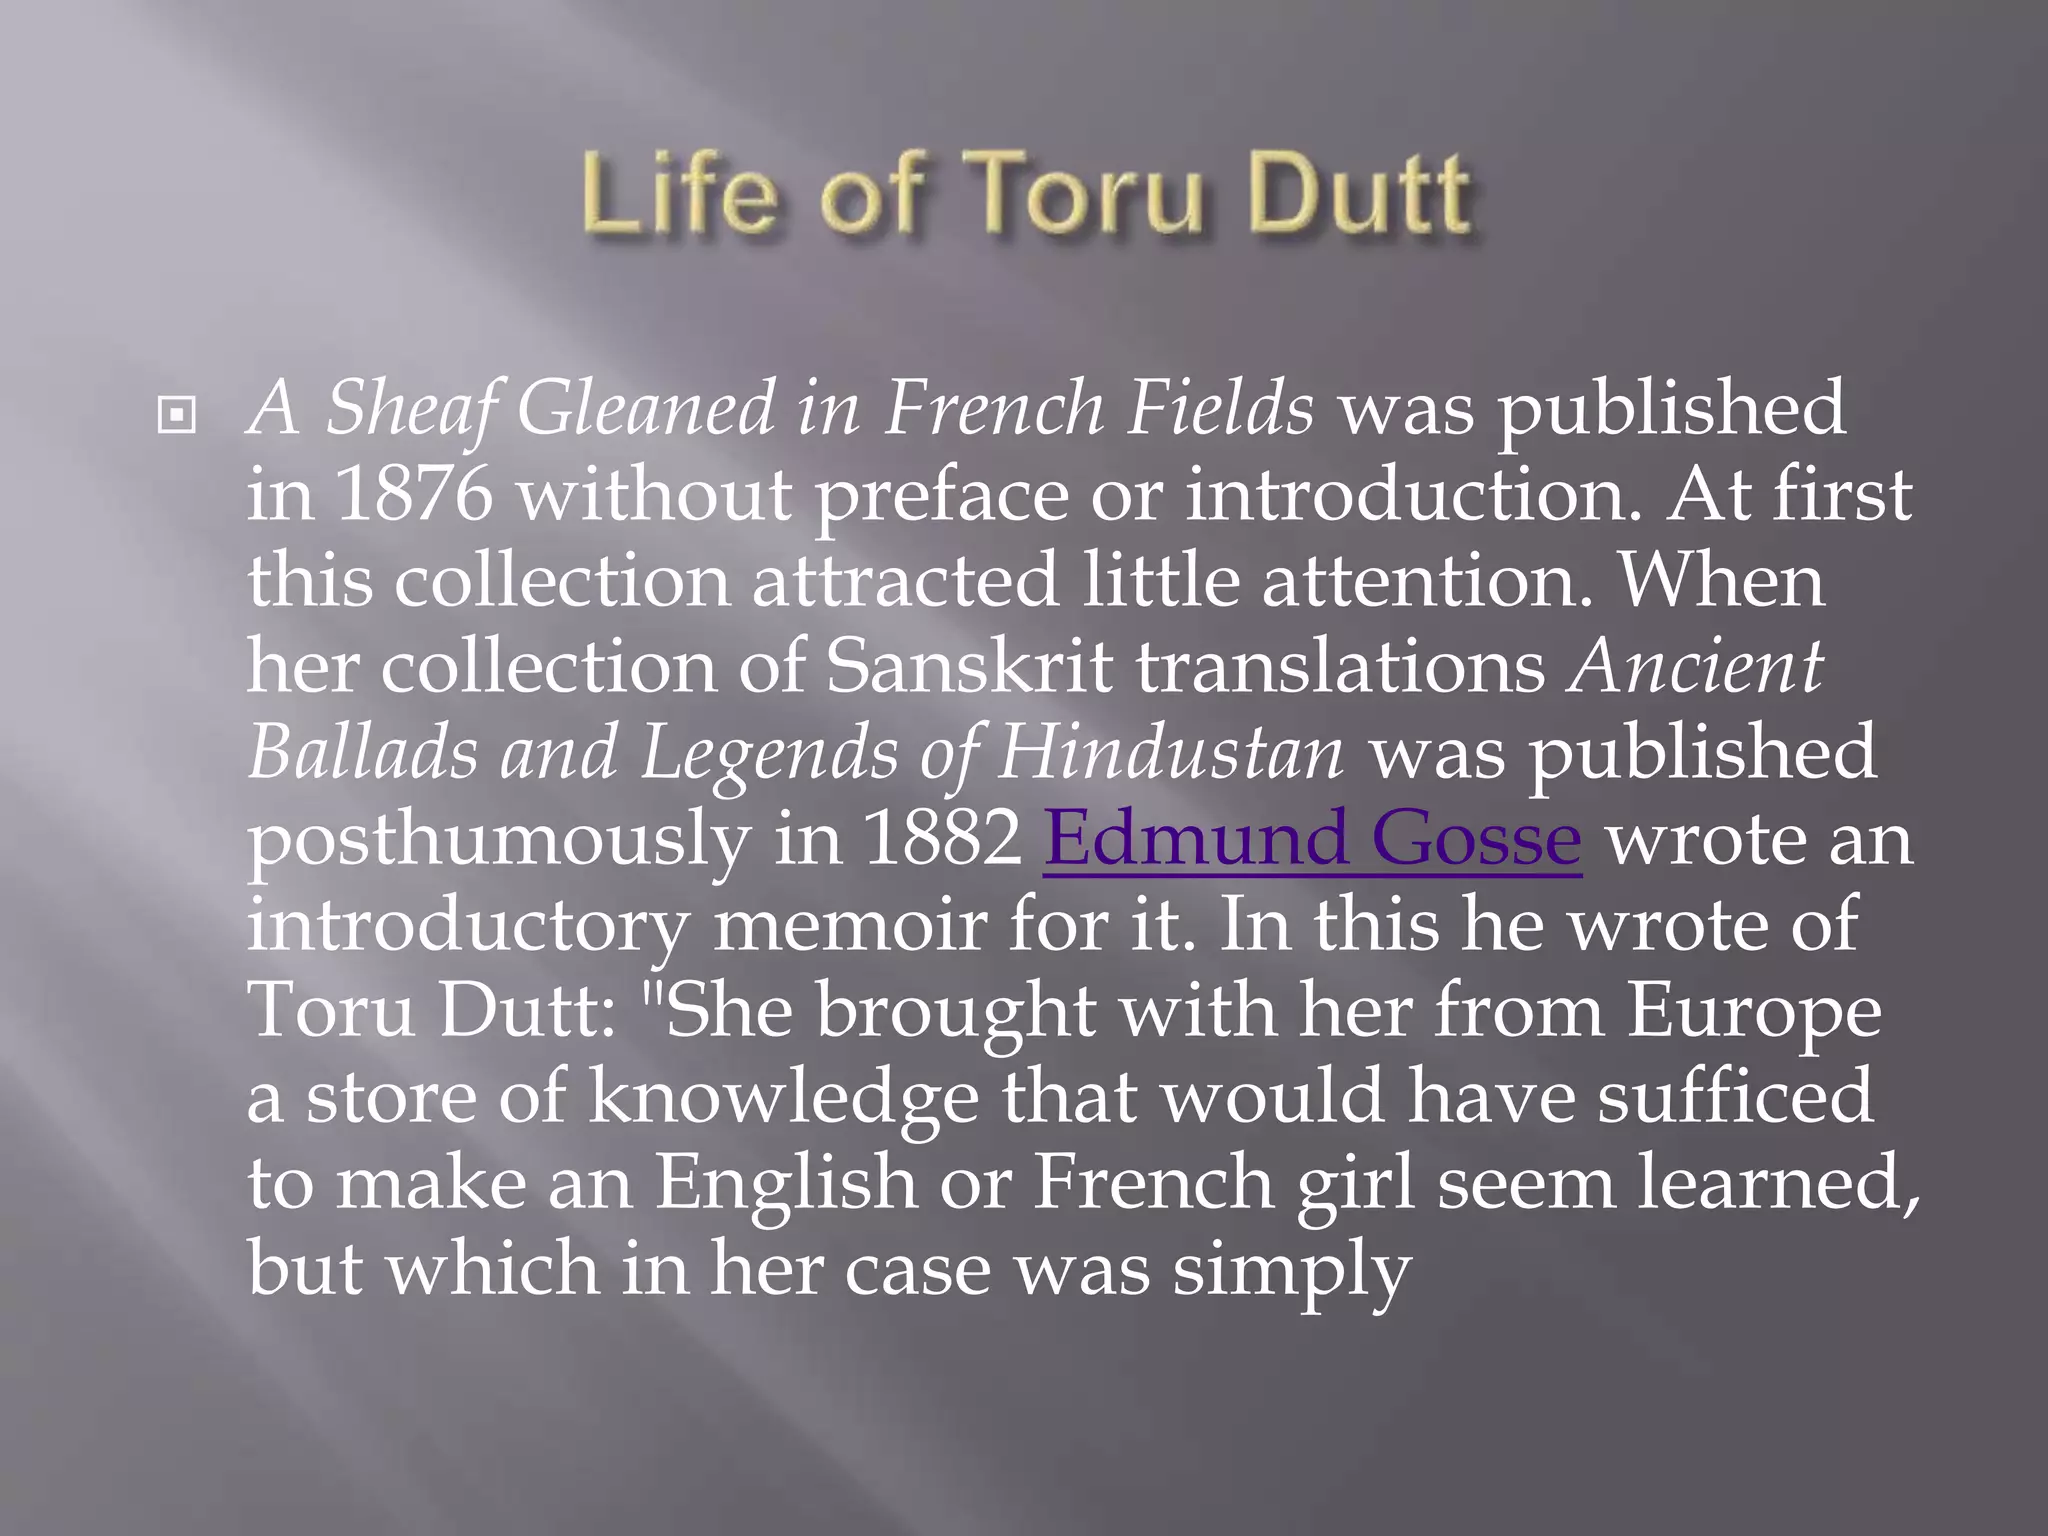 Life of Toru Dutt
A Sheaf Gleaned in French Fields was published
in 1876 without preface or introduction. At first
this collection attracted little attention. When
her collection of Sanskrit translations Ancient
Ballads and Legends of Hindustan was published
posthumously in 1882 Edmund Gosse wrote an
introductory memoir for it. In this he wrote of
Toru Dutt: "She brought with her from Europe
a store of knowledge that would have sufficed
to make an English or French girl seem learned,
but which in her case was simply